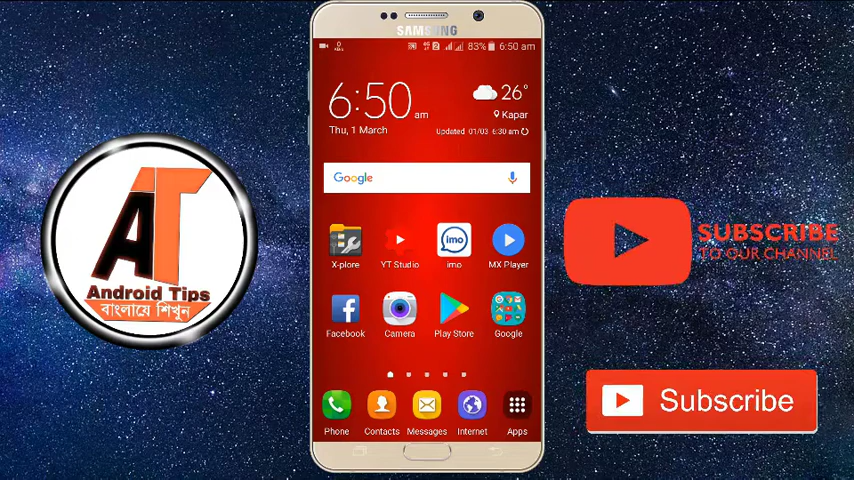 SAMSUNG
83% 6:50 am
6:50 am
26°
Kapar
Thu, 1 March
Updated 01/03 6:30 am
Google
X-plore
YT Studio
imo
imo
MX Player
Facebook
Camera
Play Store
Google
Phone
Contacts
Messages
Internet
Apps
AT
Android Tips
বাংলাযে শিখুন
SUBSCRIBE
TO OUR CHANNEL
Subscribe